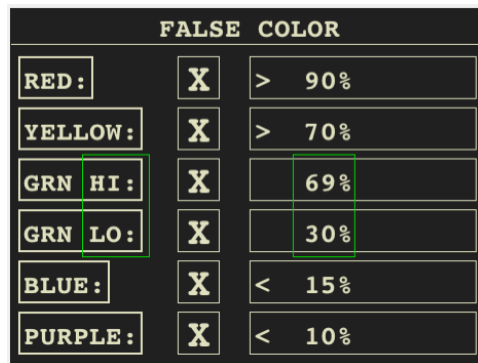 FALSE COLOR
RED: X > 90%
YELLOW: X > 70%
GRN HI: X 69%
GRN LO: X 30%
BLUE: X < 15%
PURPLE: X < 10%